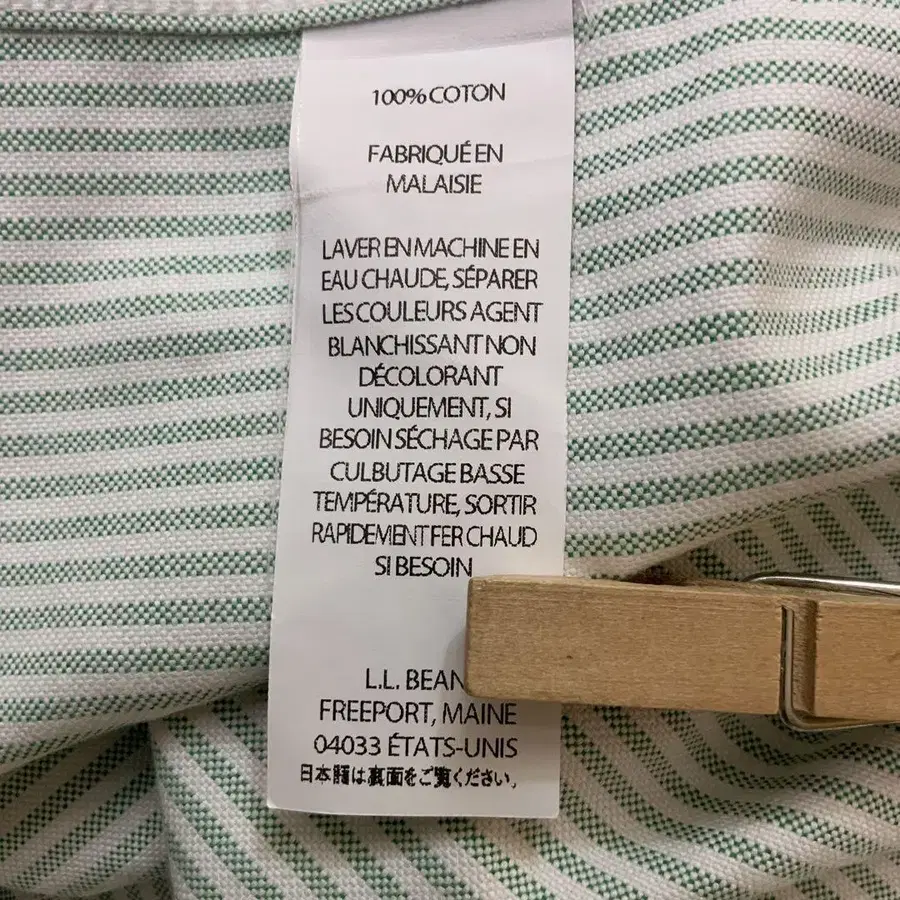 100% COTON
FABRIQUÉ EN
MALAISIE
LAVER EN MACHINE EN
EAU CHAUDE, SÉPARER
LES COULEURS AGENT
BLANCHISSANT NON
DÉCOLORANT
UNIQUEMENT, SI
BESOIN SÉCHAGE PAR
CULBUTAGE BASSE
TEMPÉRATURE, SORTIR
RAPIDEMENT FER CHAUD
SI BESOIN
L.L. BEAN
FREEPORT, MAINE
04033 ÉTATS-UNIS
日本語は裏面をご覧ください。